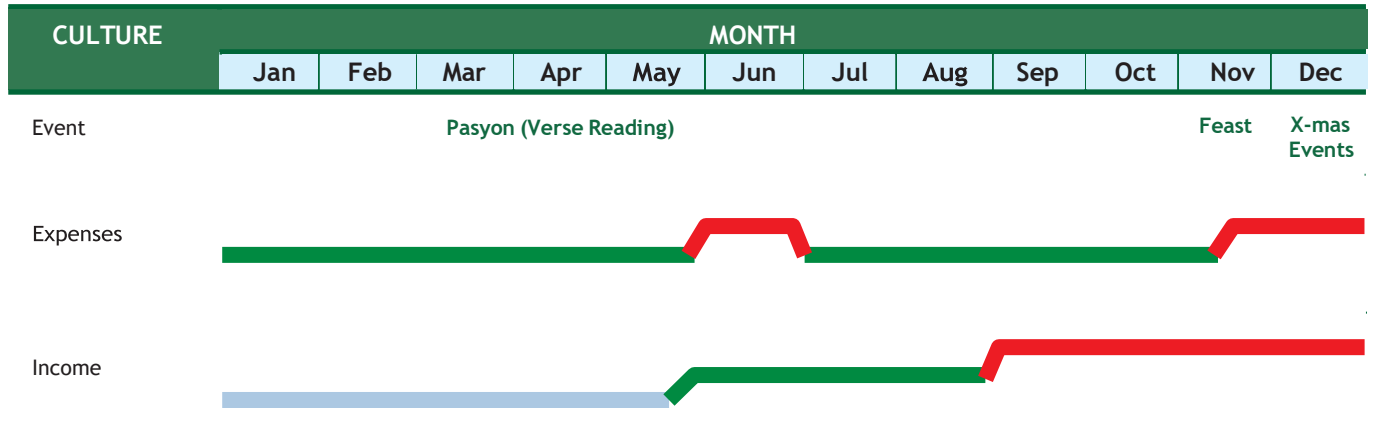 CULTURE
MONTH
Jan Feb Mar Apr May Jun Jul Aug Sep Oct Nov Dec
Event
Pasyon (Verse Reading)
Feast
X-mas
Events
Expenses
Income